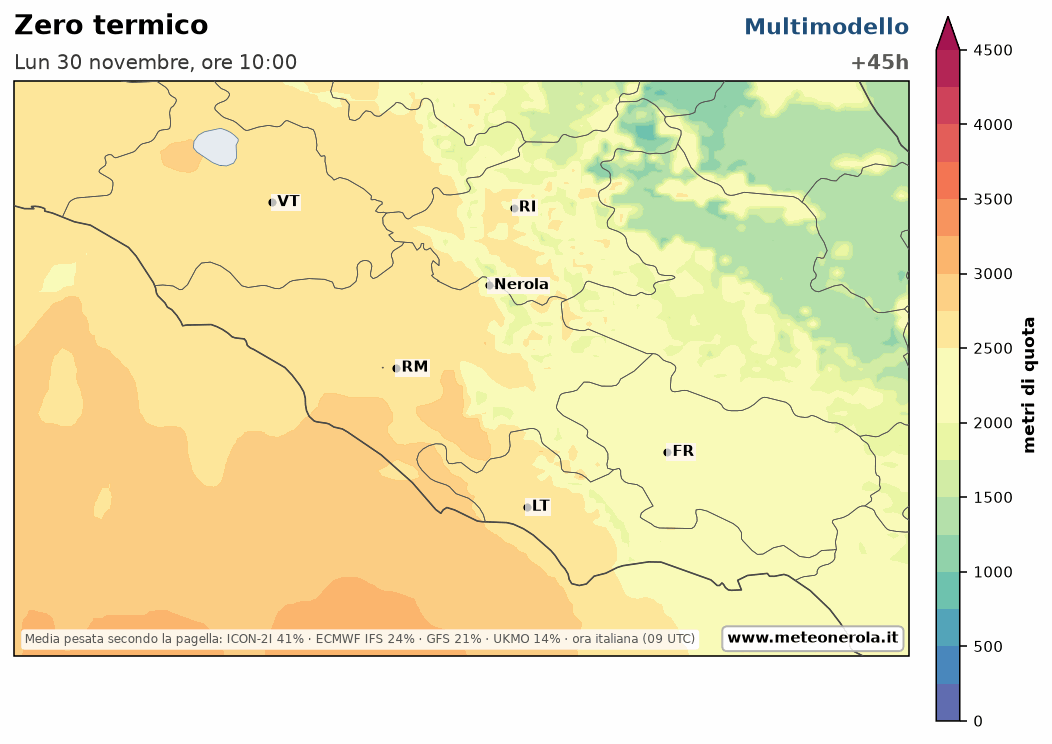 Zero termico
Multimodello
Lun 30 novembre, ore 10:00
+45h
VT
RI
Nerola
RM
FR
LT
Media pesata secondo la pagella: ICON-2I 41% · ECMWF IFS 24% · GFS 21% · UKMO 14% · ora italiana (09 UTC)
www.meteonerola.it
4500
4000
3500
3000
2500
2000
1500
1000
500
0
metri di quota